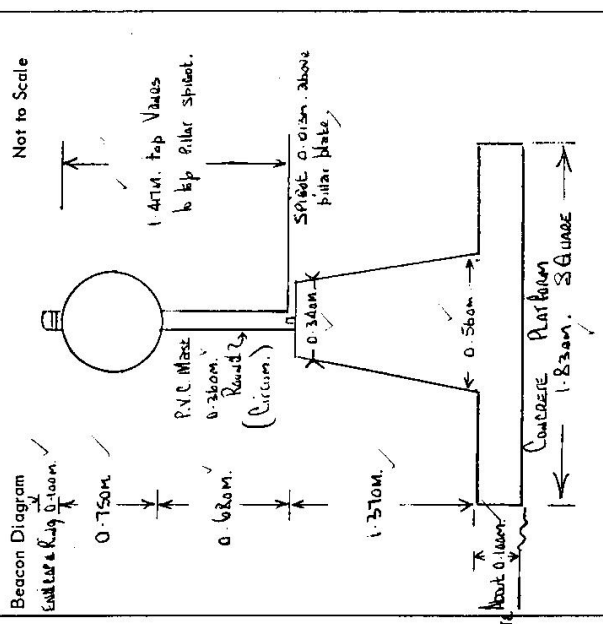 Beacon Diagram
Not to Scale
End Cap & Ring 0.100M.
0.750M.
0.680M.
1.370M.
About 0.100m.
P.V.C. Mast
0.360M.
Round
(Circum.)
1.47M. top Vanes
to top Pillar spigot.
SPIGOT 0.013m. above
pillar plate
0.340M.
0.560m.
CONCRETE PLATFORM
1.830M. SQUARE